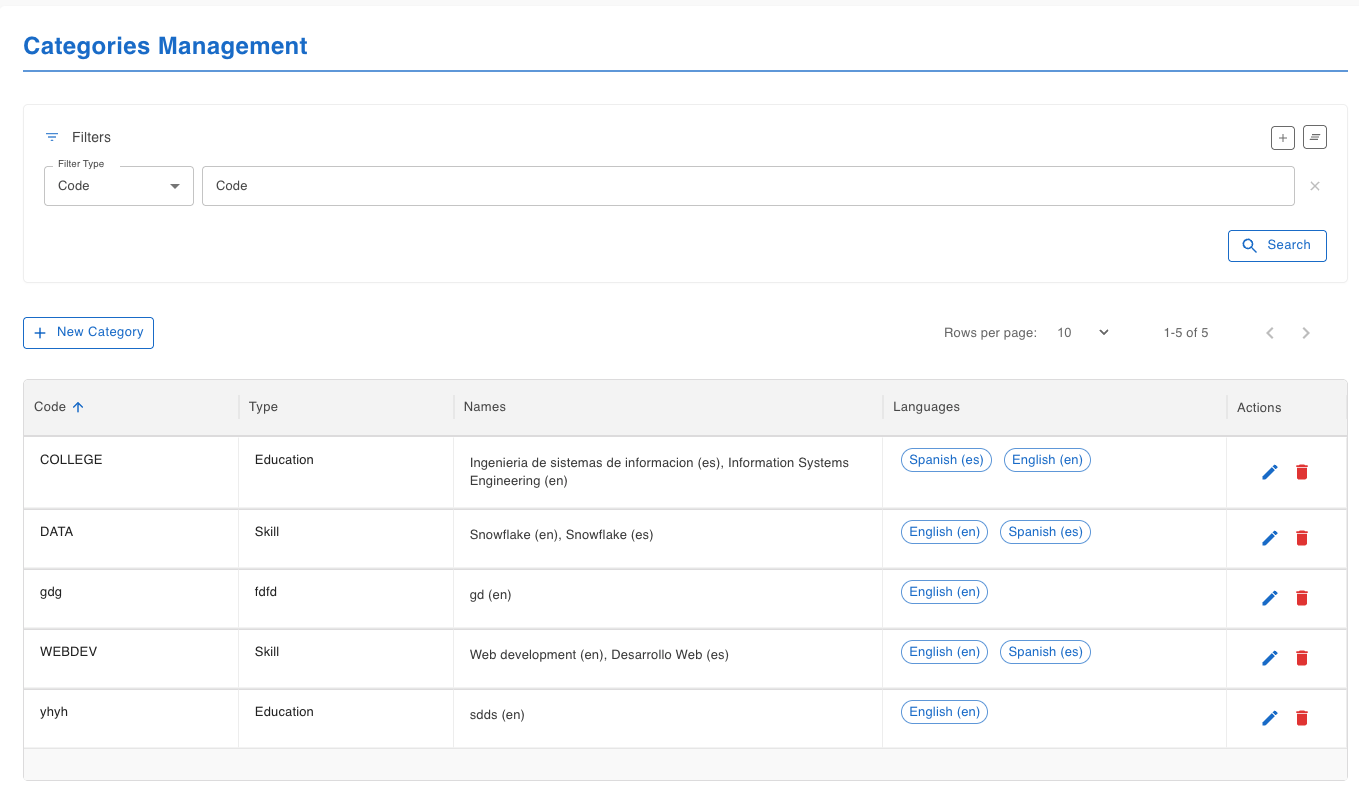 Categories Management
Filters
Filter Type
Code
Code
Search
New Category
Rows per page: 10 1-5 of 5
Code Type Names Languages Actions
COLLEGE Education Ingenieria de sistemas de informacion (es), Information Systems Spanish (es) English (en)
Engineering (en)
DATA Skill Snowflake (en), Snowflake (es) English (en) Spanish (es)
gdg fdfd gd (en) English (en)
WEBDEV Skill Web development (en), Desarrollo Web (es) English (en) Spanish (es)
yhyh Education sdds (en) English (en)